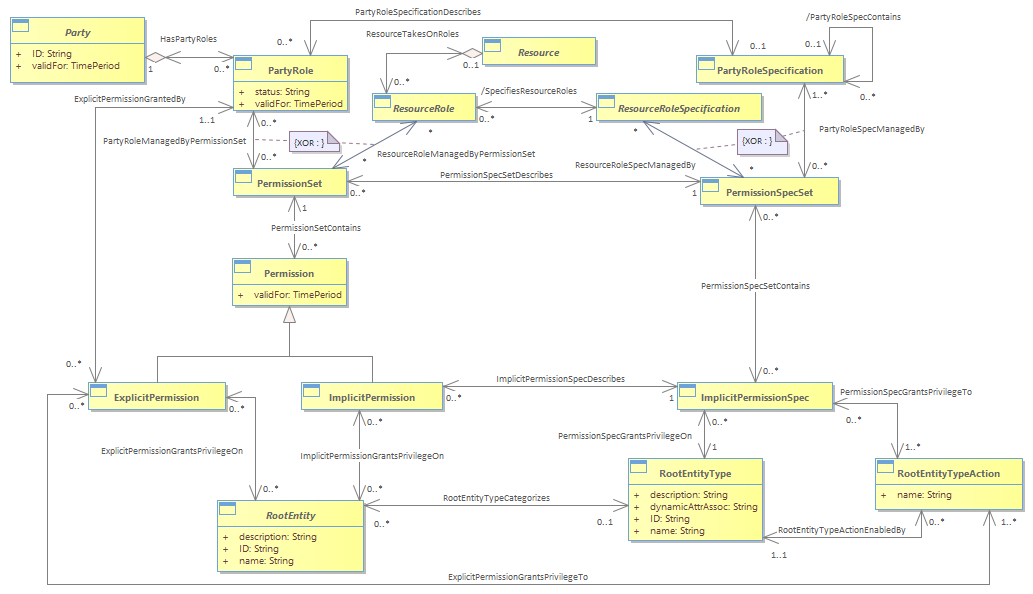 PartyRoleSpecificationDescribes
/PartyRoleSpecContains
Party
+ ID: String
+ validFor: TimePeriod
HasPartyRoles
1
0..*
0..*
ResourceTakesOnRoles
0..1
Resource
0..1
0..1
0..*
PartyRole
+ status: String
+ validFor: TimePeriod
PartyRoleSpecification
ExplicitPermissionGrantedBy
1..1
0..*
ResourceRole
/SpecifiesResourceRoles
0..*
1
ResourceRoleSpecification
1..*
0..*
PartyRoleManagedByPermissionSet
{XOR : }
*
*
{XOR : }
PartyRoleSpecManagedBy
0..*
*
ResourceRoleManagedByPermissionSet
ResourceRoleSpecManagedBy
*
0..*
PermissionSet
PermissionSpecSetDescribes
0..*
1
PermissionSpecSet
1
0..*
PermissionSetContains
0..*
Permission
+ validFor: TimePeriod
PermissionSpecSetContains
0..*
0..*
0..*
ExplicitPermission
0..*
ImplicitPermission
ImplicitPermissionSpecDescribes
0..*
1
ImplicitPermissionSpec
PermissionSpecGrantsPrivilegeTo
0..*
0..*
0..*
PermissionSpecGrantsPrivilegeOn
1
1..*
ExplicitPermissionGrantsPrivilegeOn
ImplicitPermissionGrantsPrivilegeOn
0..*
0..*
RootEntityType
+ description: String
+ dynamicAttrAssoc: String
+ ID: String
+ name: String
RootEntityTypeAction
+ name: String
RootEntityTypeCategorizes
0..*
0..1
RootEntity
+ description: String
+ ID: String
+ name: String
RootEntityTypeActionEnabledBy
0..*
1..*
1..1
ExplicitPermissionGrantsPrivilegeTo